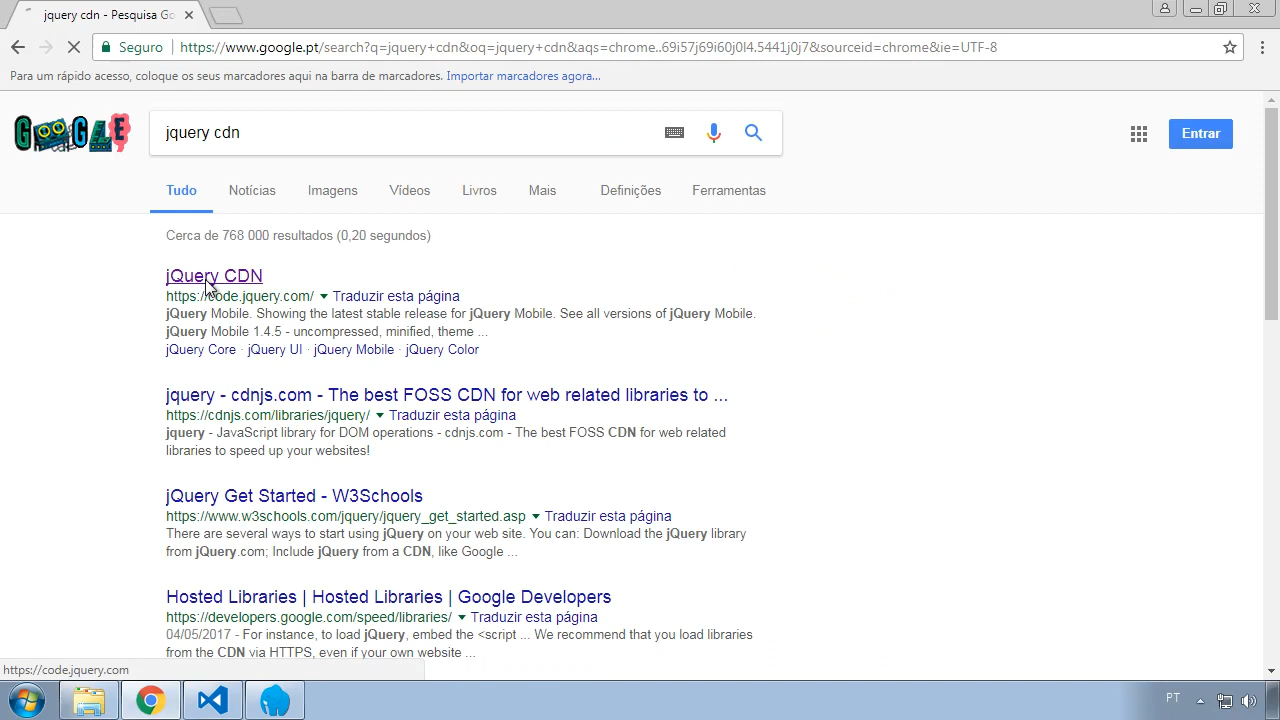 jquery cdn - Pesquisa Go
Seguro https://www.google.pt/search?q=jquery+cdn&oq=jquery+cdn&aqs=chrome..69i57j69i60j0l4.5441j0j7&sourceid=chrome&ie=UTF-8
Para um rápido acesso, coloque os seus marcadores aqui na barra de marcadores. Importar marcadores agora...
GOOGLE
jquery cdn
Entrar
Tudo Notícias Imagens Vídeos Livros Mais Definições Ferramentas
Cerca de 768 000 resultados (0,20 segundos)
jQuery CDN
https://code.jquery.com/ Traduzir esta página
jQuery Mobile. Showing the latest stable release for jQuery Mobile. See all versions of jQuery Mobile.
jQuery Mobile 1.4.5 - uncompressed, minified, theme ...
jQuery Core · jQuery UI · jQuery Mobile · jQuery Color
jquery - cdnjs.com - The best FOSS CDN for web related libraries to ...
https://cdnjs.com/libraries/jquery/ Traduzir esta página
jquery - JavaScript library for DOM operations - cdnjs.com - The best FOSS CDN for web related
libraries to speed up your websites!
jQuery Get Started - W3Schools
https://www.w3schools.com/jquery/jquery_get_started.asp Traduzir esta página
There are several ways to start using jQuery on your web site. You can: Download the jQuery library
from jQuery.com; Include jQuery from a CDN, like Google ...
Hosted Libraries | Hosted Libraries | Google Developers
https://developers.google.com/speed/libraries/ Traduzir esta página
04/05/2017 - For instance, to load jQuery, embed the <script ... We recommend that you load libraries
from the CDN via HTTPS, even if your own website ...
https://code.jquery.com
PT